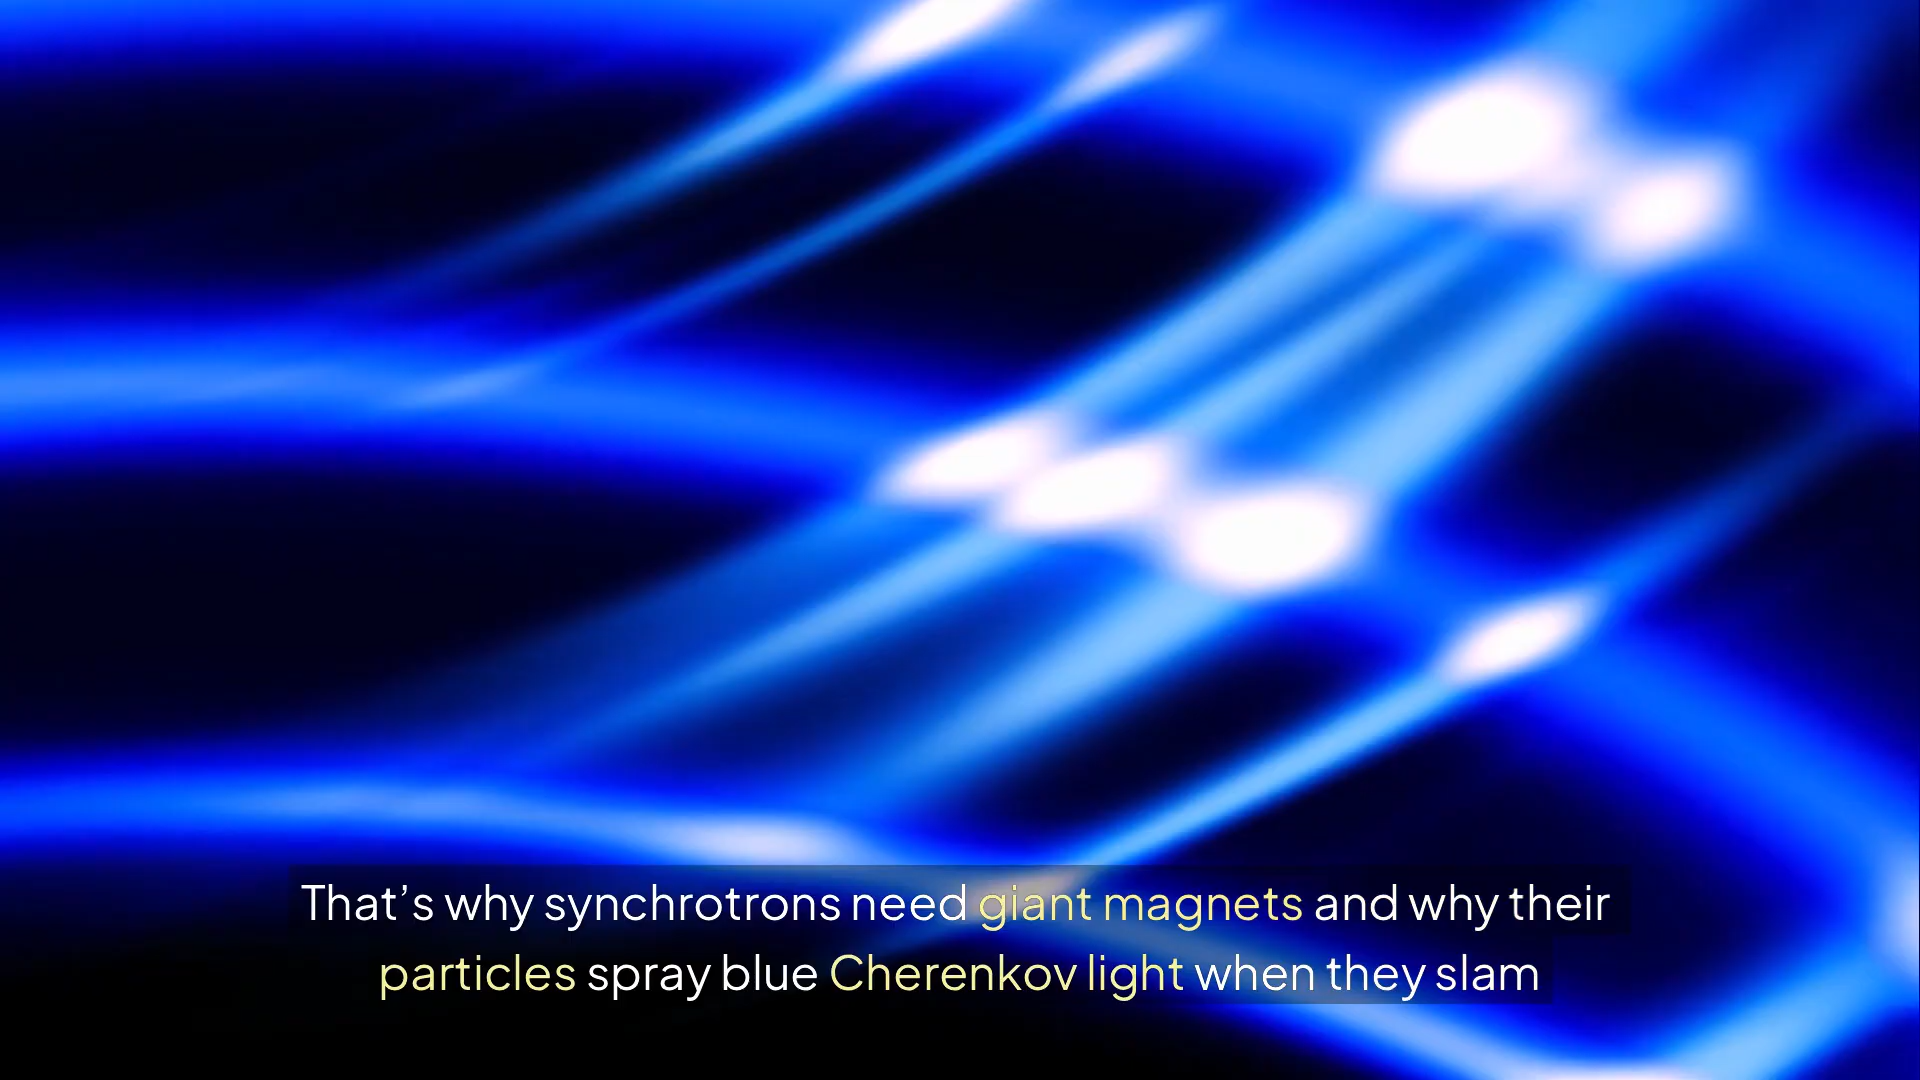 That’s why synchrotrons need giant magnets and why their
particles spray blue Cherenkov light when they slam